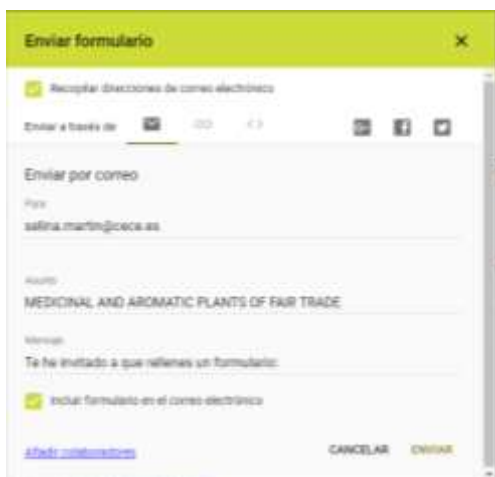 Enviar formulario
Recopilar direcciones de correo electrónico
Enviar a través de
Enviar por correo
Para
selina.martin@cece.es
Asunto
MEDICINAL AND AROMATIC PLANTS OF FAIR TRADE
Mensaje
Te he invitado a que rellenes un formulario:
Incluir formulario en el correo electrónico
Añadir colaboradores
CANCELAR ENVIAR